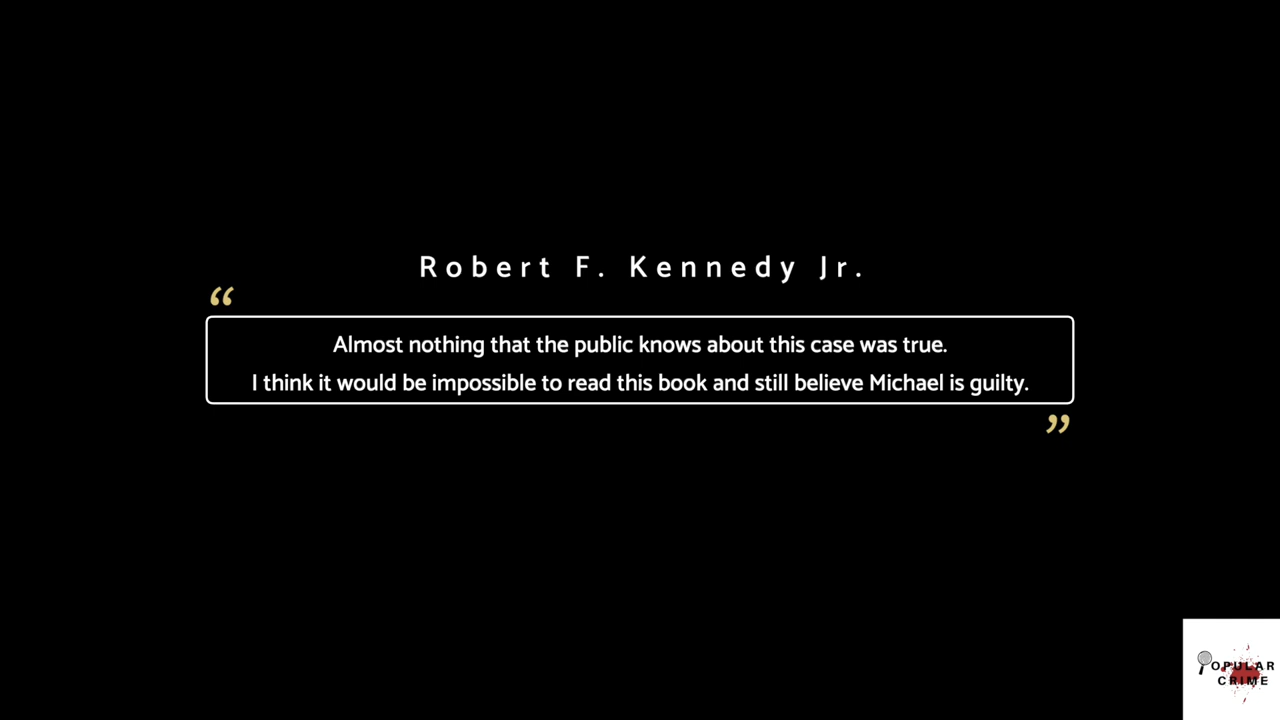 Robert F. Kennedy Jr.
“
Almost nothing that the public knows about this case was true.
I think it would be impossible to read this book and still believe Michael is guilty.
”
POPULAR
CRIME